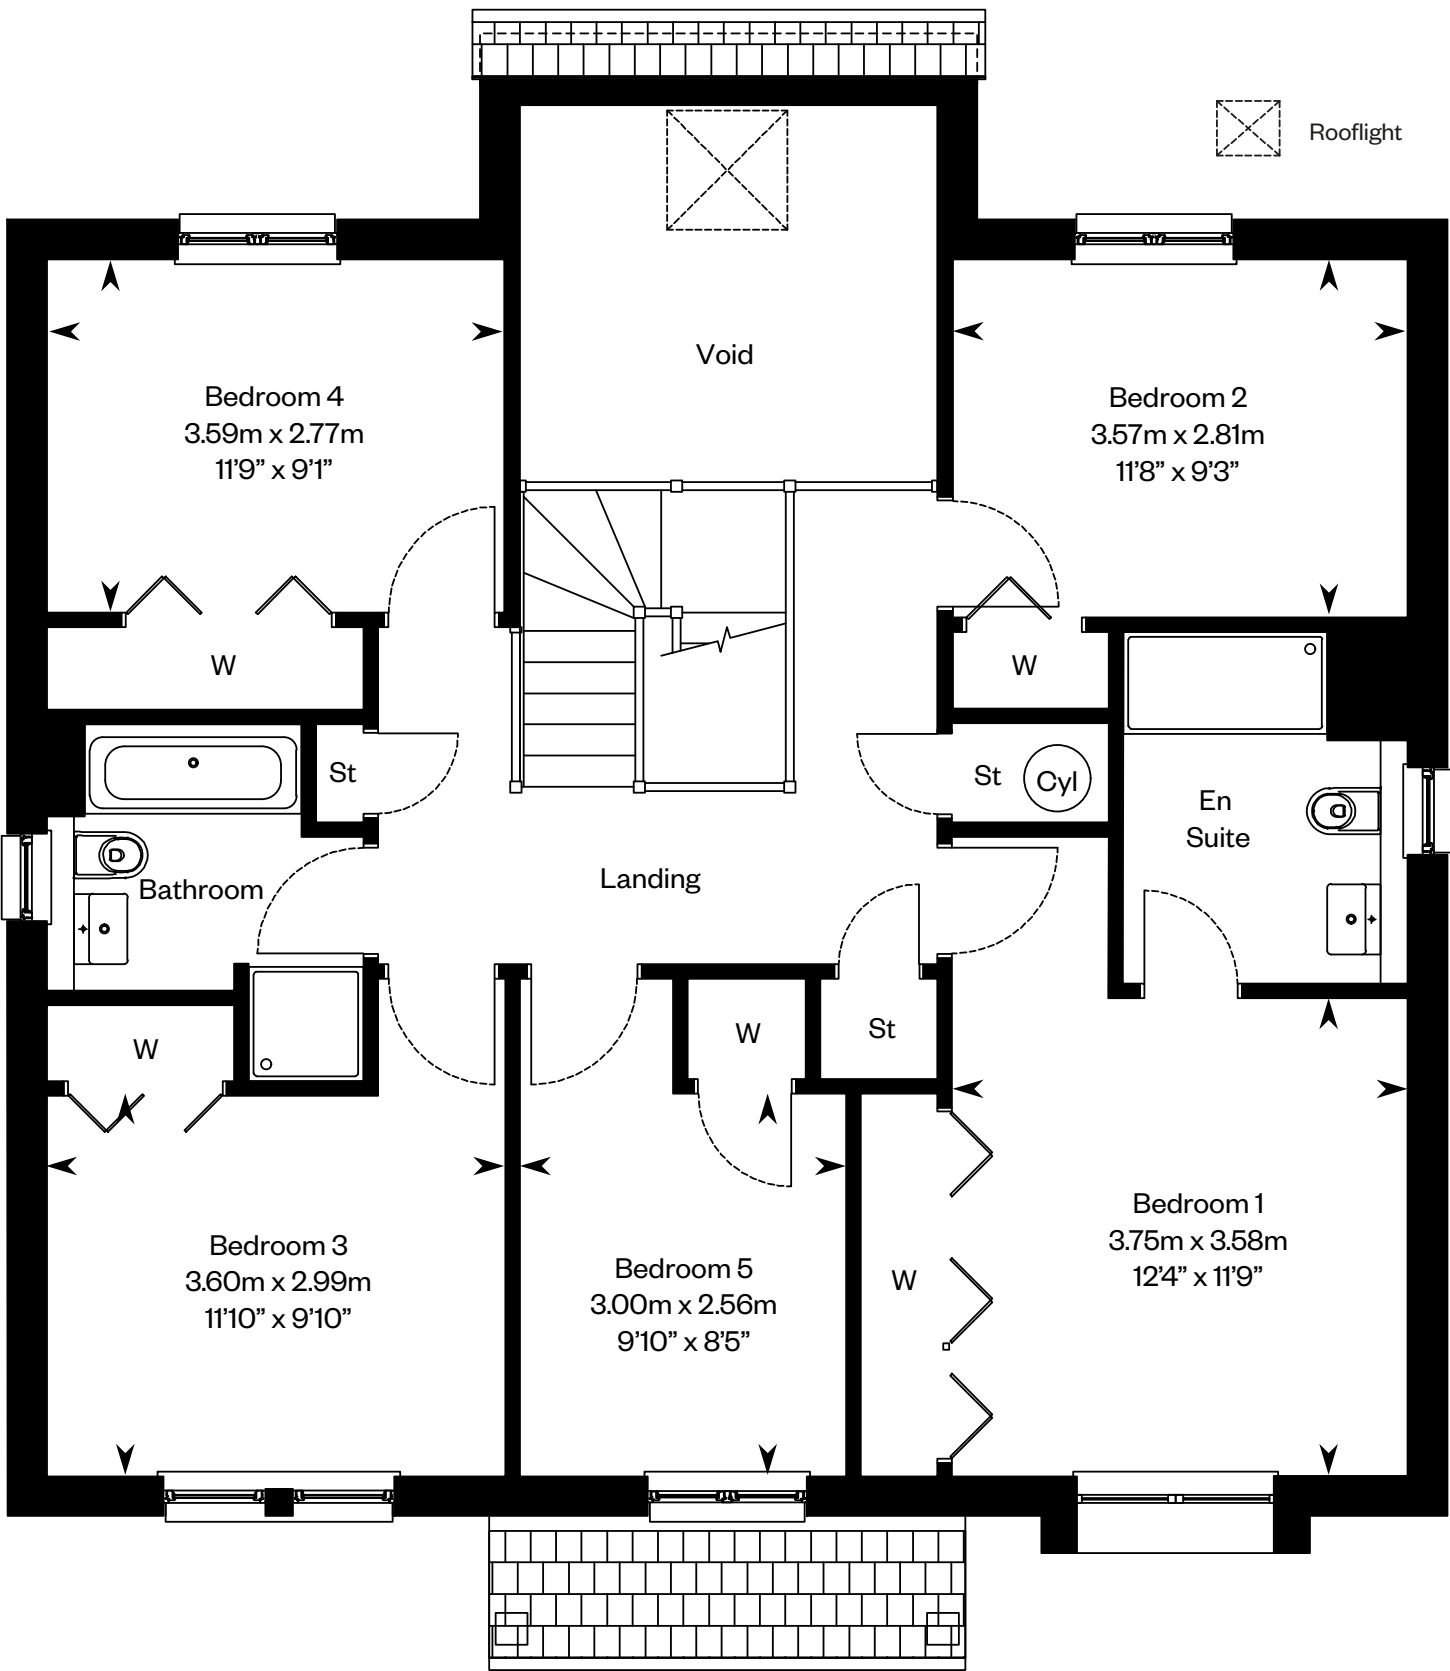 Rooflight
Void
Bedroom 4
3.59m x 2.77m
11’9” x 9’1”
Bedroom 2
3.57m x 2.81m
11’8” x 9’3”
W
W
St
St
Cyl
En
Suite
Bathroom
Landing
W
W
St
Bedroom 3
3.60m x 2.99m
11’10” x 9’10”
Bedroom 5
3.00m x 2.56m
9’10” x 8’5”
W
Bedroom 1
3.75m x 3.58m
12’4” x 11’9”